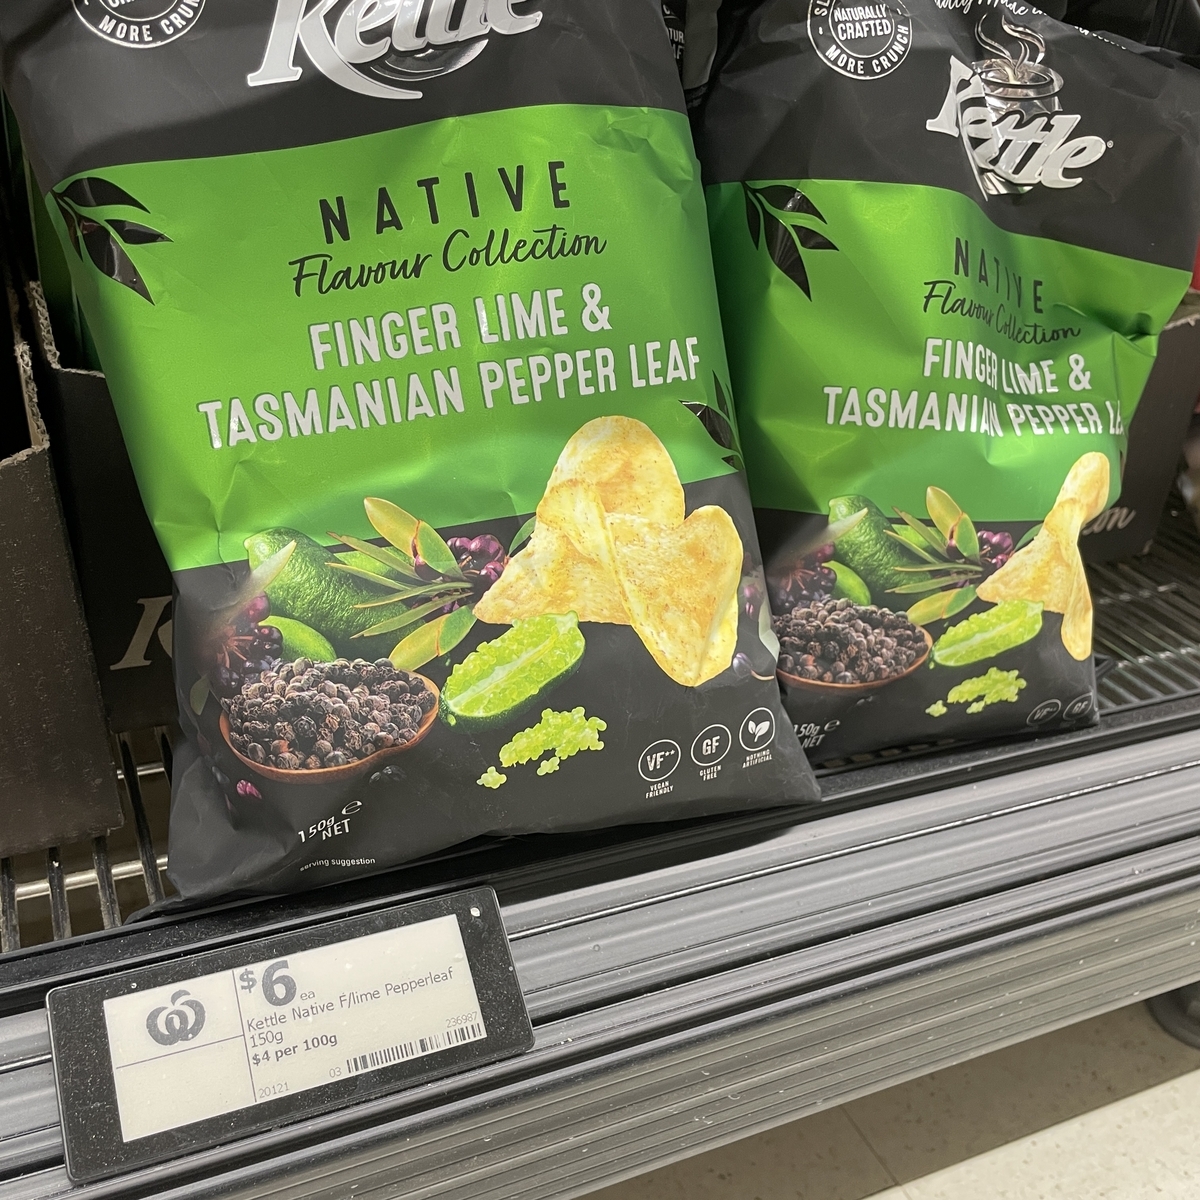 MORE CRUNCH
Kettle
NATIVE
Flavour Collection
FINGER LIME &
TASMANIAN PEPPER LEAF
VF**
VEGAN
FRIENDLY
GF
GLUTEN
FREE
NOTHING
ARTIFICIAL
150g e
NET
serving suggestion
NATURALLY
CRAFTED
MORE CRUNCH
Kettle
NATIVE
Flavour Collection
FINGER LIME &
TASMANIAN PEPPER
150g e
NET
VF**
GF
$6 ea
Kettle Native F/lime Pepperleaf
150g
$4 per 100g
236987
20121
03